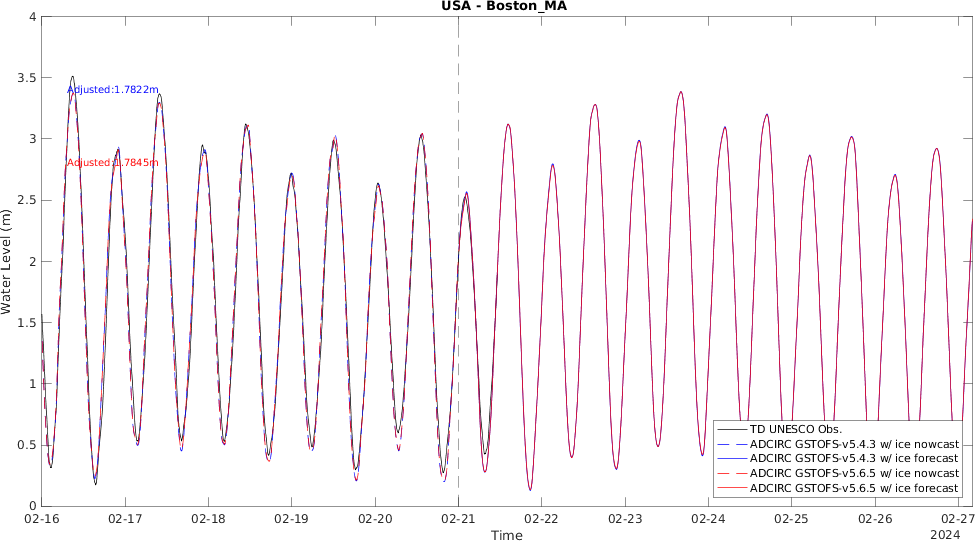 USA - Boston_MA
4
3.5
3
2.5
2
1.5
1
0.5
0
Water Level (m)
Adjusted:1.7822m
Adjusted:1.7845m
TD UNESCO Obs.
ADCIRC GSTOFS-v5.4.3 w/ ice nowcast
ADCIRC GSTOFS-v5.4.3 w/ ice forecast
ADCIRC GSTOFS-v5.6.5 w/ ice nowcast
ADCIRC GSTOFS-v5.6.5 w/ ice forecast
02-16 02-17 02-18 02-19 02-20 02-21 02-22 02-23 02-24 02-25 02-26 02-27
Time
2024